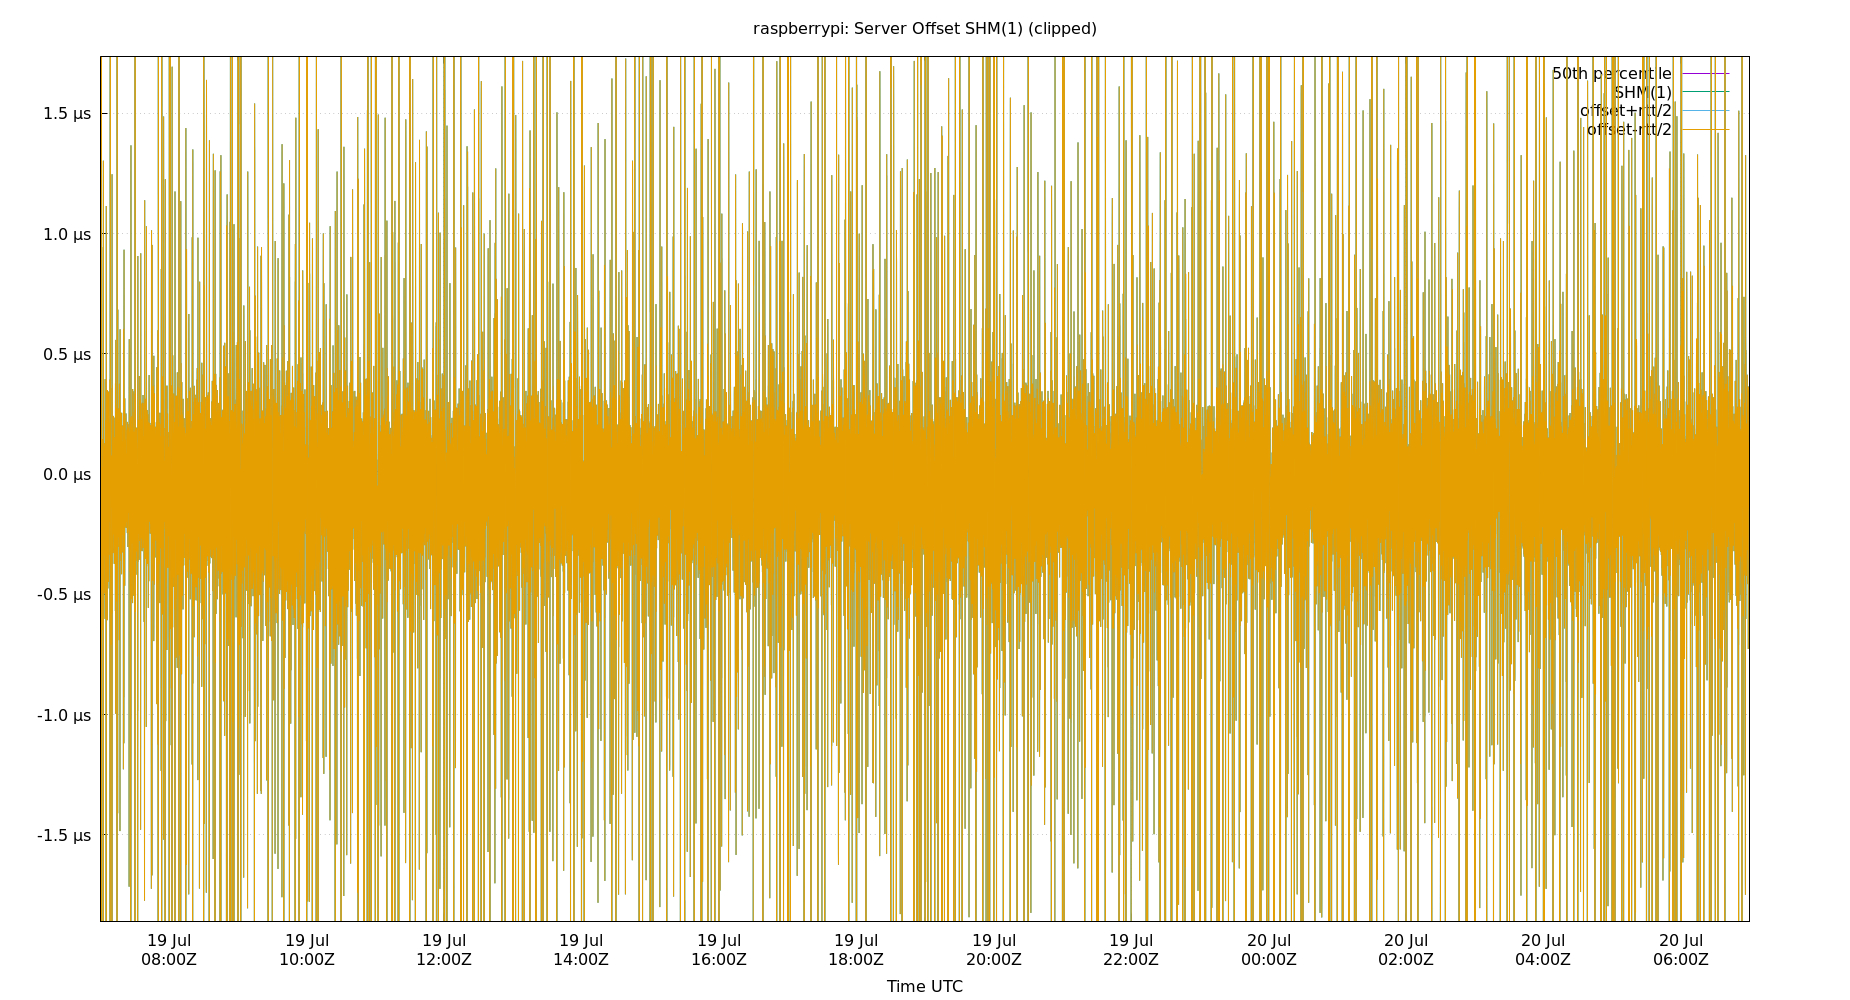 raspberrypi: Server Offset SHM(1) (clipped)
50th percentile
SHM(1)
offset+rtt/2
offset-rtt/2
1.5 µs
1.0 µs
0.5 µs
0.0 µs
-0.5 µs
-1.0 µs
-1.5 µs
19 Jul 19 Jul 19 Jul 19 Jul 19 Jul 19 Jul 19 Jul 19 Jul 20 Jul 20 Jul 20 Jul 20 Jul
08:00Z 10:00Z 12:00Z 14:00Z 16:00Z 18:00Z 20:00Z 22:00Z 00:00Z 02:00Z 04:00Z 06:00Z
Time UTC